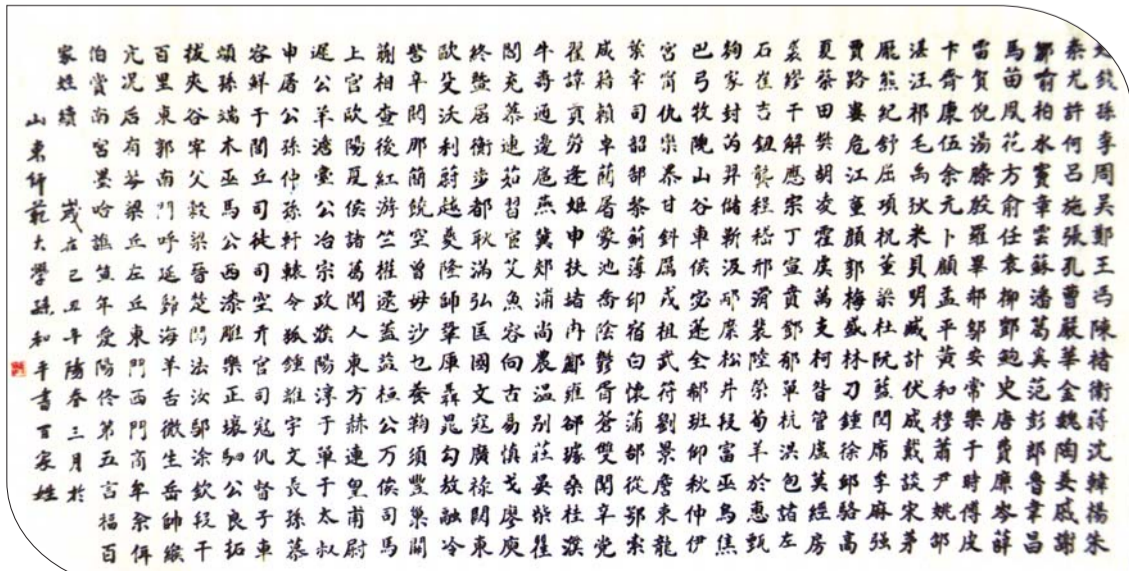 趙錢孫李周吳鄭王馮陳褚衛蔣沈韓楊朱
秦尤許何呂施張孔曹嚴華金魏陶姜戚謝
鄒喻柏水竇章雲蘇潘葛奚范彭郎魯韋昌
馬苗鳳花方俞任袁柳酆鮑史唐費廉岑薛
雷賀倪湯滕殷羅畢郝鄔安常樂于時傅皮
卞齊康伍余元卜顧孟平黃和穆蕭尹姚邵
湛汪祁毛禹狄米貝明臧計伏成戴談宋茅
龐熊紀舒屈項祝董梁杜阮藍閔席季麻强
賈路婁危江童顏郭梅盛林刁鍾徐邱駱高
夏蔡田樊胡凌霍虞萬支柯昝管盧莫經房
裘繆干解應宗丁宣賁鄧郁單杭洪包諸左
石崔吉鈕龔程嵇邢滑裴陸榮荀羊於惠甄
麹家封芮羿儲靳汲邴糜松井段富巫烏焦
巴弓牧隗山谷車侯宓蓬全郗班仰秋仲伊
宮甯仇欒暴甘鈄厲戎祖武符劉景詹束龍
葉幸司韶郜黎薊薄印宿白懷蒲邰從鄂索
咸籍賴卓藺屠蒙池喬陰鬱胥蒼雙聞莘党
翟譚貢勞逄姬申扶堵冉酈雍郤璩桑桂濮
牛壽通邊扈燕冀郟浦尚農溫別莊晏柴瞿
閻充慕連茹習宦艾魚容向古易慎戈廖庾
終暨居衡步都耿滿弘匡國文寇廣祿闕東
歐殳沃利蔚越夔隆師鞏厙聶晁勾敖融冷
訾辛闞那簡饒空曾毋沙乜養鞠須豐巢關
蒯相查後紅游竺權逯蓋益桓公万俟司馬
上官歐陽夏侯諸葛聞人東方赫連皇甫尉
遲公羊澹臺公冶宗政濮陽淳于單于太叔
申屠公孫仲孫軒轅令狐鍾離宇文長孫慕
容鮮于閭丘司徒司空亓官司寇仉督子車
顓孫端木巫馬公西漆雕樂正壤駟公良拓
拔夾谷宰父穀梁晉楚閆法汝鄢涂欽段干
百里東郭南門呼延歸海羊舌微生岳帥緱
亢況后有琴梁丘左丘東門西門商牟佘佴
伯賞南宮墨哈譙笪年愛陽佟第五言福百
家姓續 歲在己丑年陽春三月於
山東師範大學孫和平書百家姓